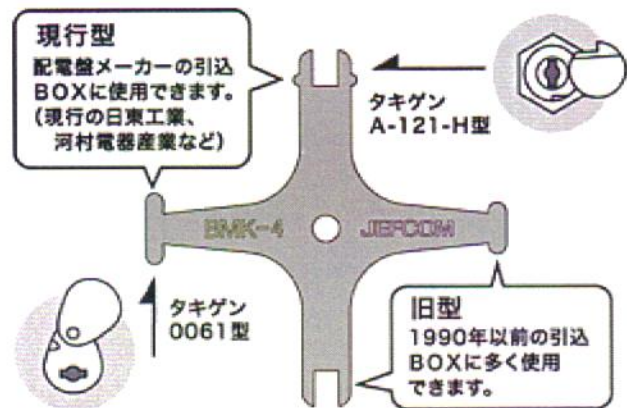 現行型
配電盤メーカーの引込
BOXに使用できます。
(現行の日東工業、
河村電器産業など)
タキゲン
A-121-H型
BMK-4
JEFCOM
タキゲン
0061型
旧型
1990年以前の引込
BOXに多く使用
できます。